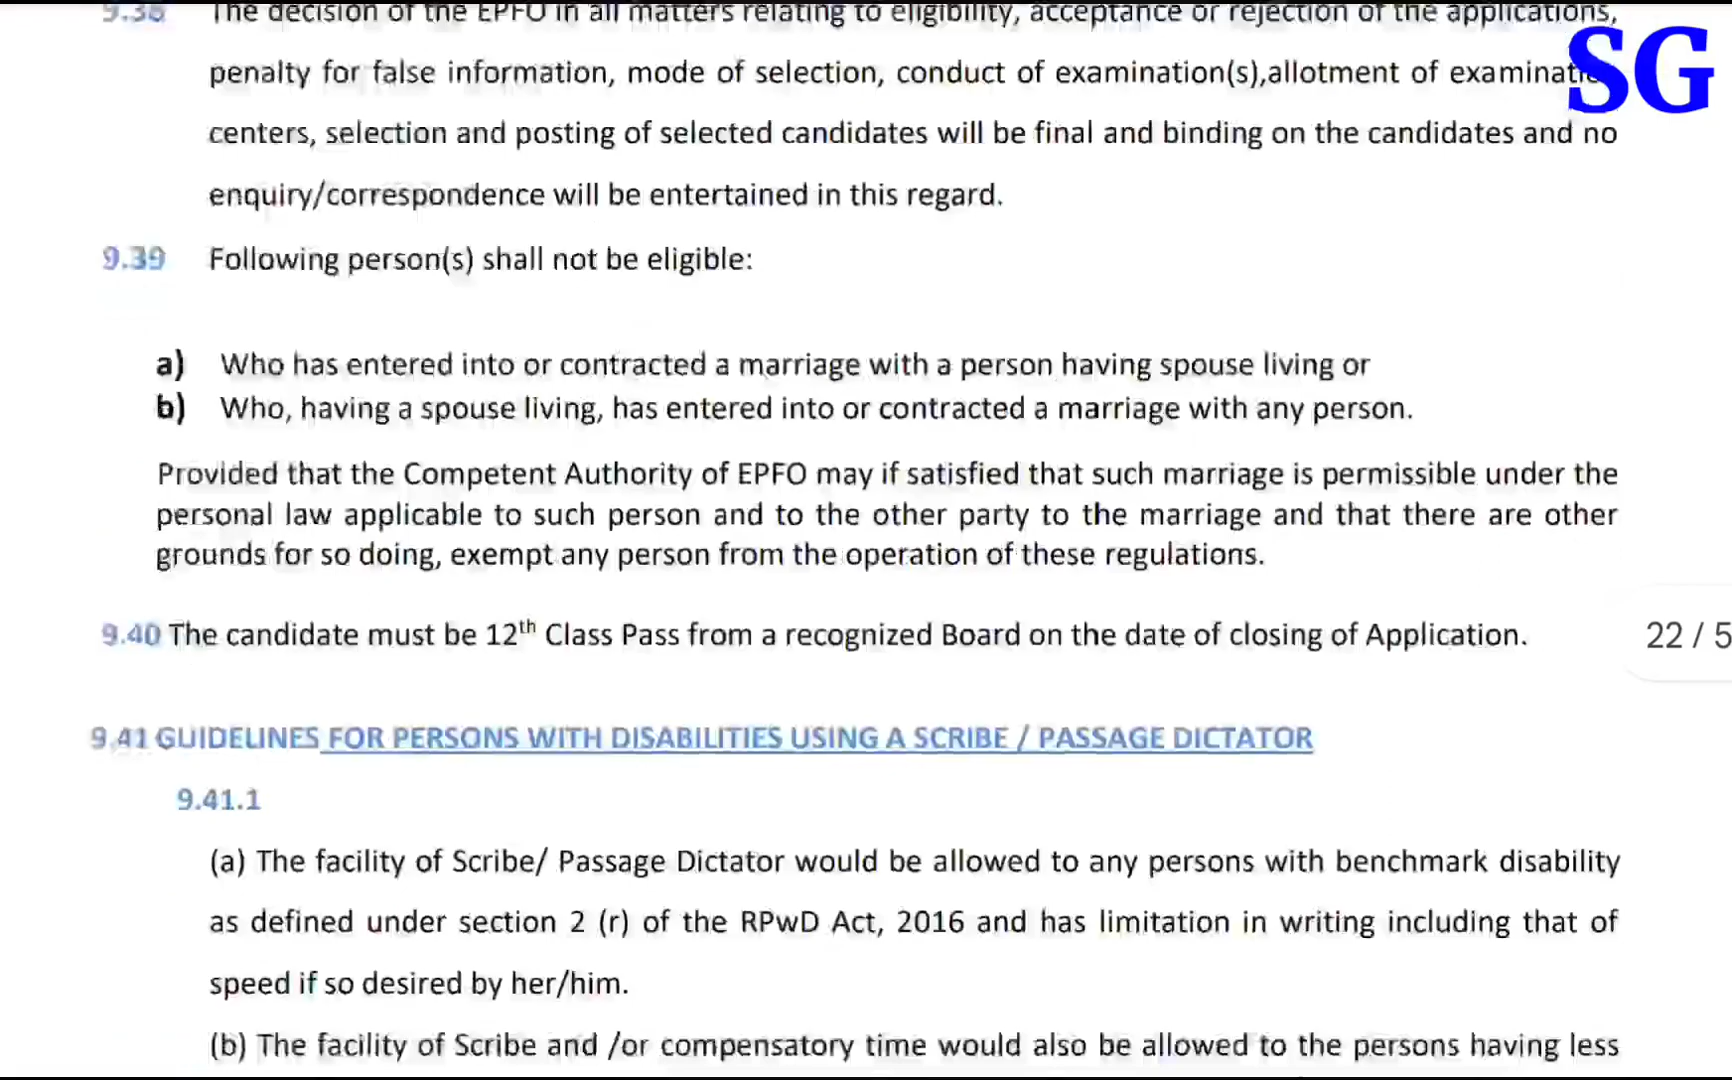 9.38 The decision of the EPFO in all matters relating to eligibility, acceptance or rejection of the applications,
penalty for false information, mode of selection, conduct of examination(s),allotment of
centers, selection and posting of selected candidates will be final and binding on the candidates and no
enquiry/correspondence will be entertained in this regard.
SG
9.39 Following person(s) shall not be eligible:
a) Who has entered into or contracted a marriage with a person having spouse living or
b) Who, having a spouse living, has entered into or contracted a marriage with any person.
Provided that the Competent Authority of EPFO may if satisfied that such marriage is permissible under the
personal law applicable to such person and to the other party to the marriage and that there are other
grounds for so doing, exempt any person from the operation of these regulations.
9.40 The candidate must be 12th Class Pass from a recognized Board on the date of closing of Application.
22 / 5
9.41 GUIDELINES FOR PERSONS WITH DISABILITIES USING A SCRIBE / PASSAGE DICTATOR
9.41.1
(a) The facility of Scribe/ Passage Dictator would be allowed to any persons with benchmark disability
as defined under section 2 (r) of the RPwD Act, 2016 and has limitation in writing including that of
speed if so desired by her/him.
(b) The facility of Scribe and /or compensatory time would also be allowed to the persons having less